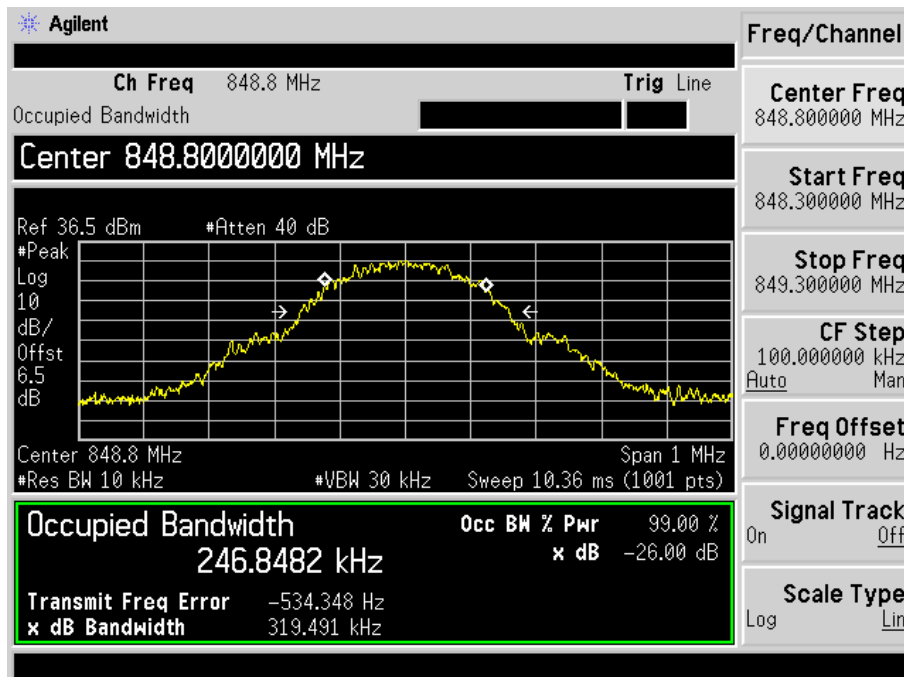 Agilent
Freq/Channel
Ch Freq 848.8 MHz Trig Line
Occupied Bandwidth
Center 848.8000000 MHz
Ref 36.5 dBm #Atten 40 dB
#Peak
Log
10
dB/
Offst
6.5
dB
Center 848.8 MHz Span 1 MHz
#Res BW 10 kHz #VBW 30 kHz Sweep 10.36 ms (1001 pts)
Occupied Bandwidth
246.8482 kHz
Occ BW % Pwr 99.00 %
x dB -26.00 dB
Transmit Freq Error -534.348 Hz
x dB Bandwidth 319.491 kHz
Center Freq
848.800000 MHz
Start Freq
848.300000 MHz
Stop Freq
849.300000 MHz
CF Step
100.000000 kHz
Auto Man
Freq Offset
0.00000000 Hz
Signal Track
On Off
Scale Type
Log Lin